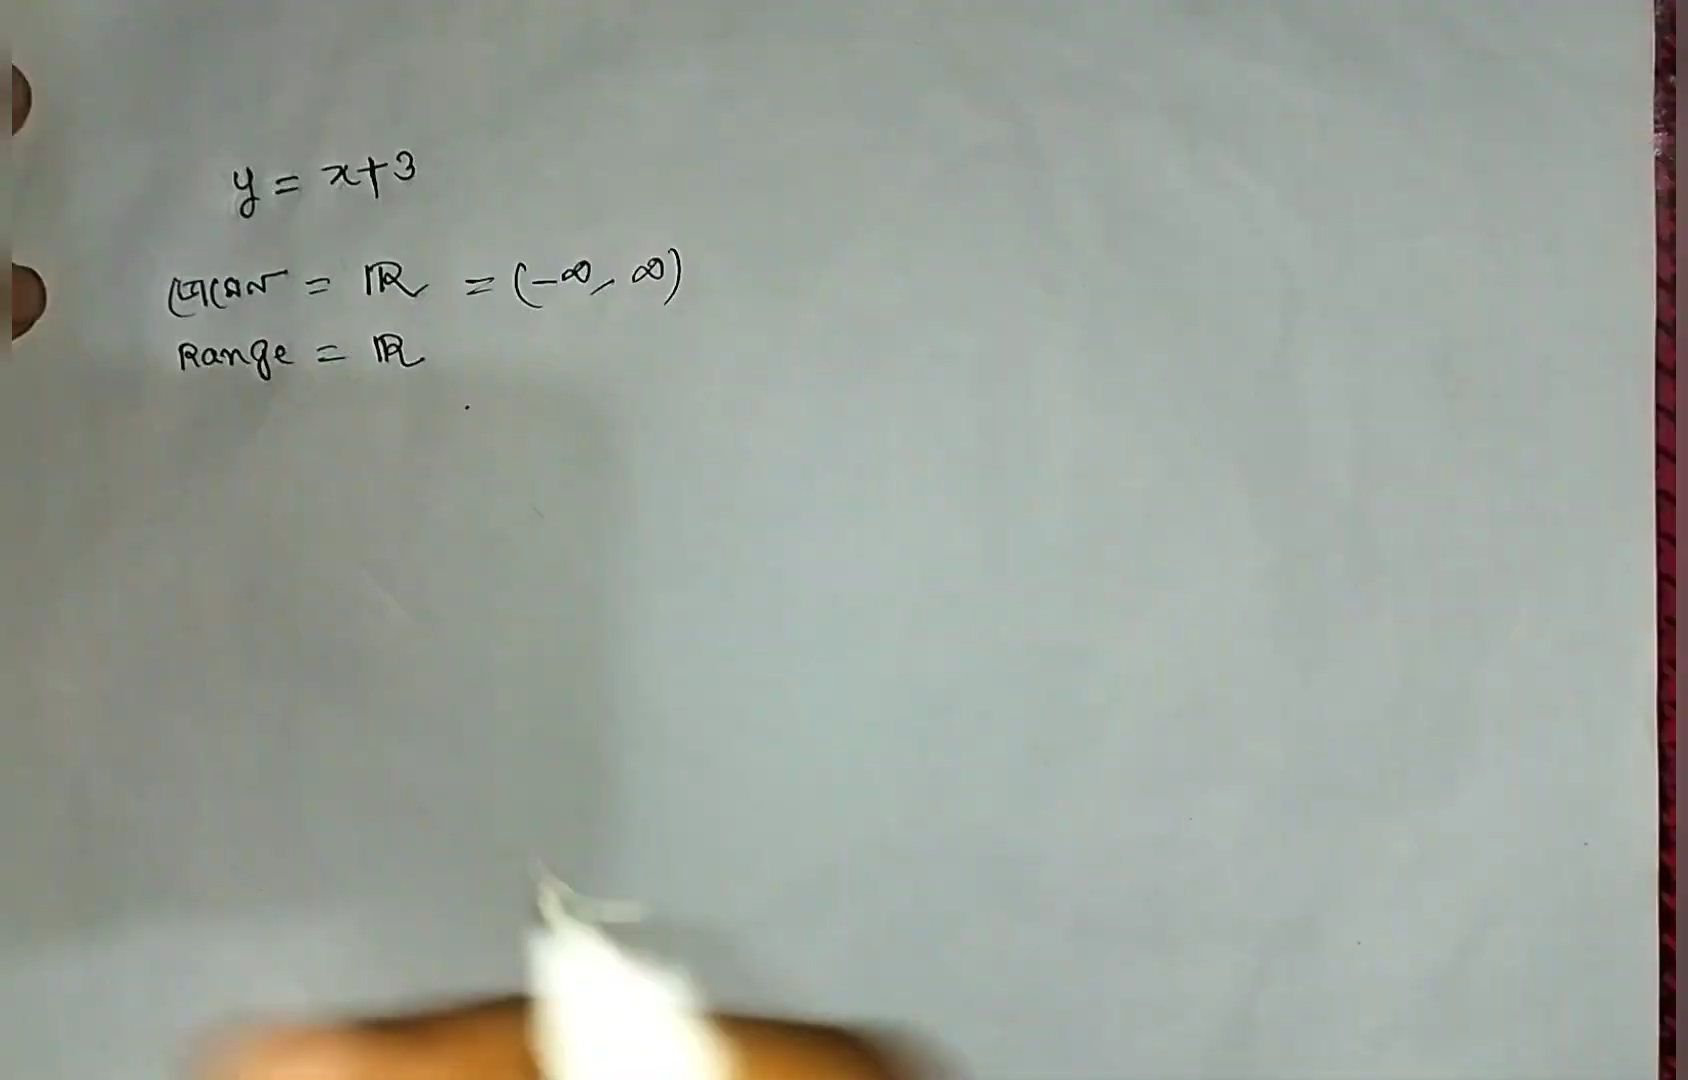 y = x+3
ডোমেন = ℝ = (-∞, ∞)
Range = ℝ